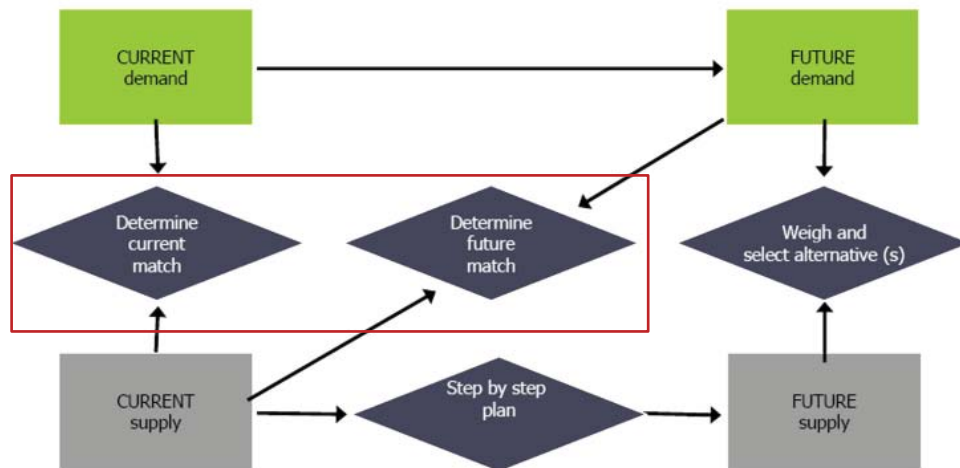 CURRENT
demand
FUTURE
demand
Determine
current
match
Determine
future
match
Weigh and
select alternative (s)
CURRENT
supply
Step by step
plan
FUTURE
supply